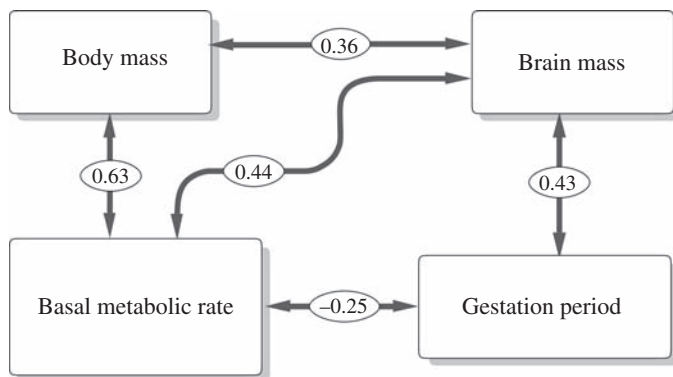 Body mass
0.36
Brain mass
0.63
0.44
0.43
Basal metabolic rate
–0.25
Gestation period